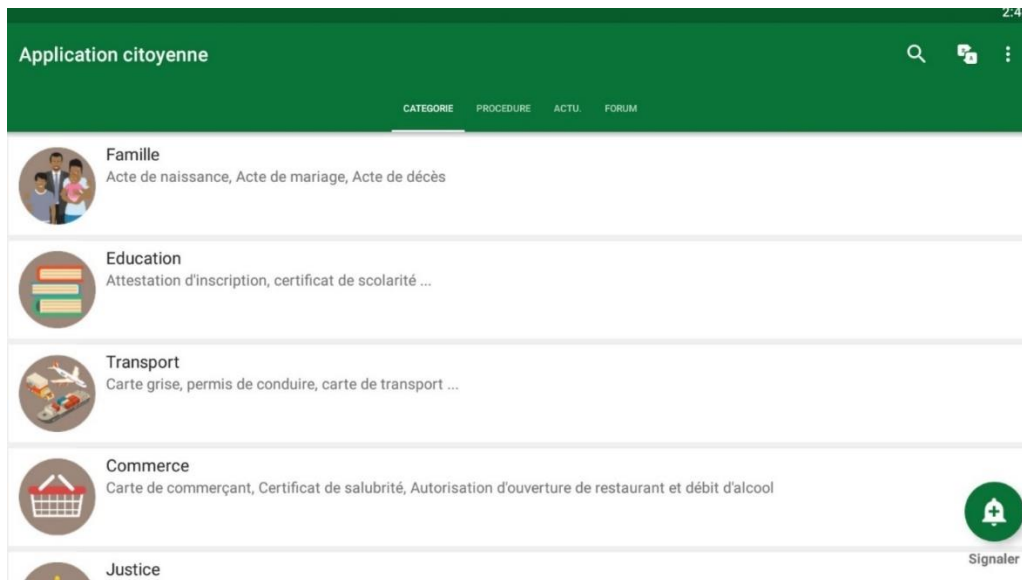 2:4
Application citoyenne
CATEGORIE PROCEDURE ACTU. FORUM
Famille
Acte de naissance, Acte de mariage, Acte de décès
Education
Attestation d'inscription, certificat de scolarité ...
Transport
Carte grise, permis de conduire, carte de transport ...
Commerce
Carte de commerçant, Certificat de salubrité, Autorisation d'ouverture de restaurant et débit d'alcool
Signaler
Justice